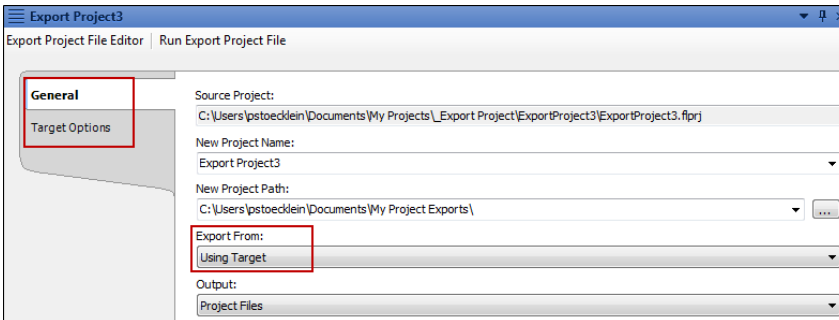 Export Project3
Export Project File Editor | Run Export Project File
General
Target Options
Source Project:
C:\Users\pstoecklein\Documents\My Projects\_Export Project\ExportProject3\ExportProject3.flprj
New Project Name:
Export Project3
New Project Path:
C:\Users\pstoecklein\Documents\My Project Exports\
...
Export From:
Using Target
Output:
Project Files